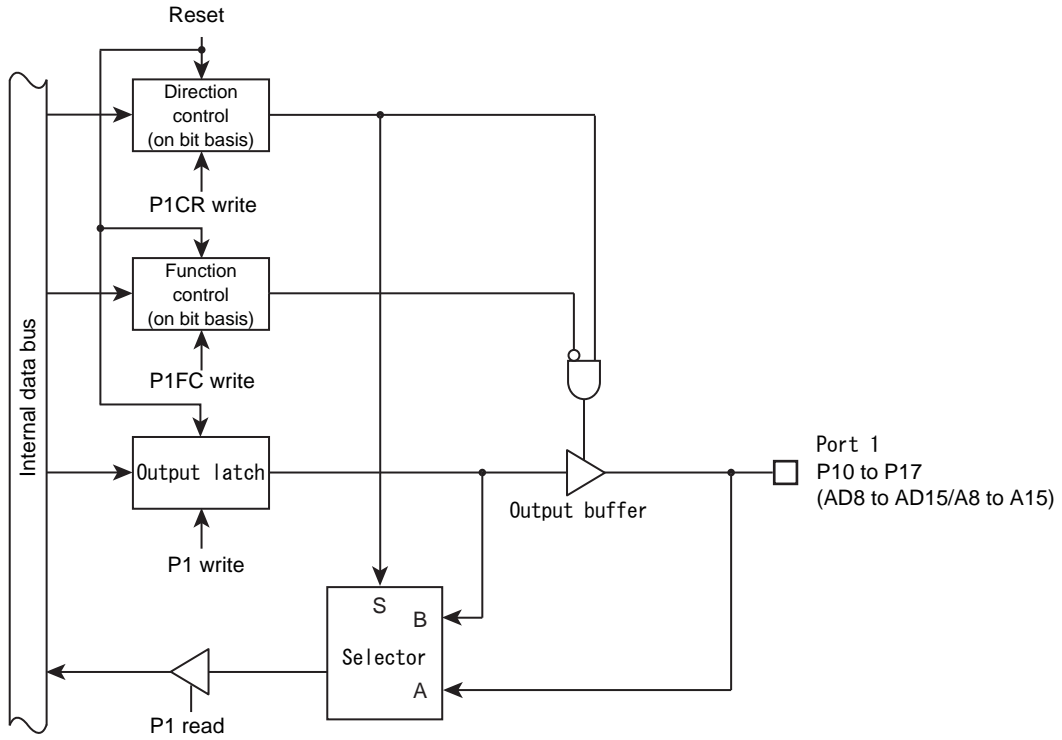 Reset
Direction
control
(on bit basis)
P1CR write
Function
control
(on bit basis)
P1FC write
Internal data bus
Output latch
P1 write
Output buffer
Port 1
P10 to P17
(AD8 to AD15/A8 to A15)
S
B
Selector
A
P1 read